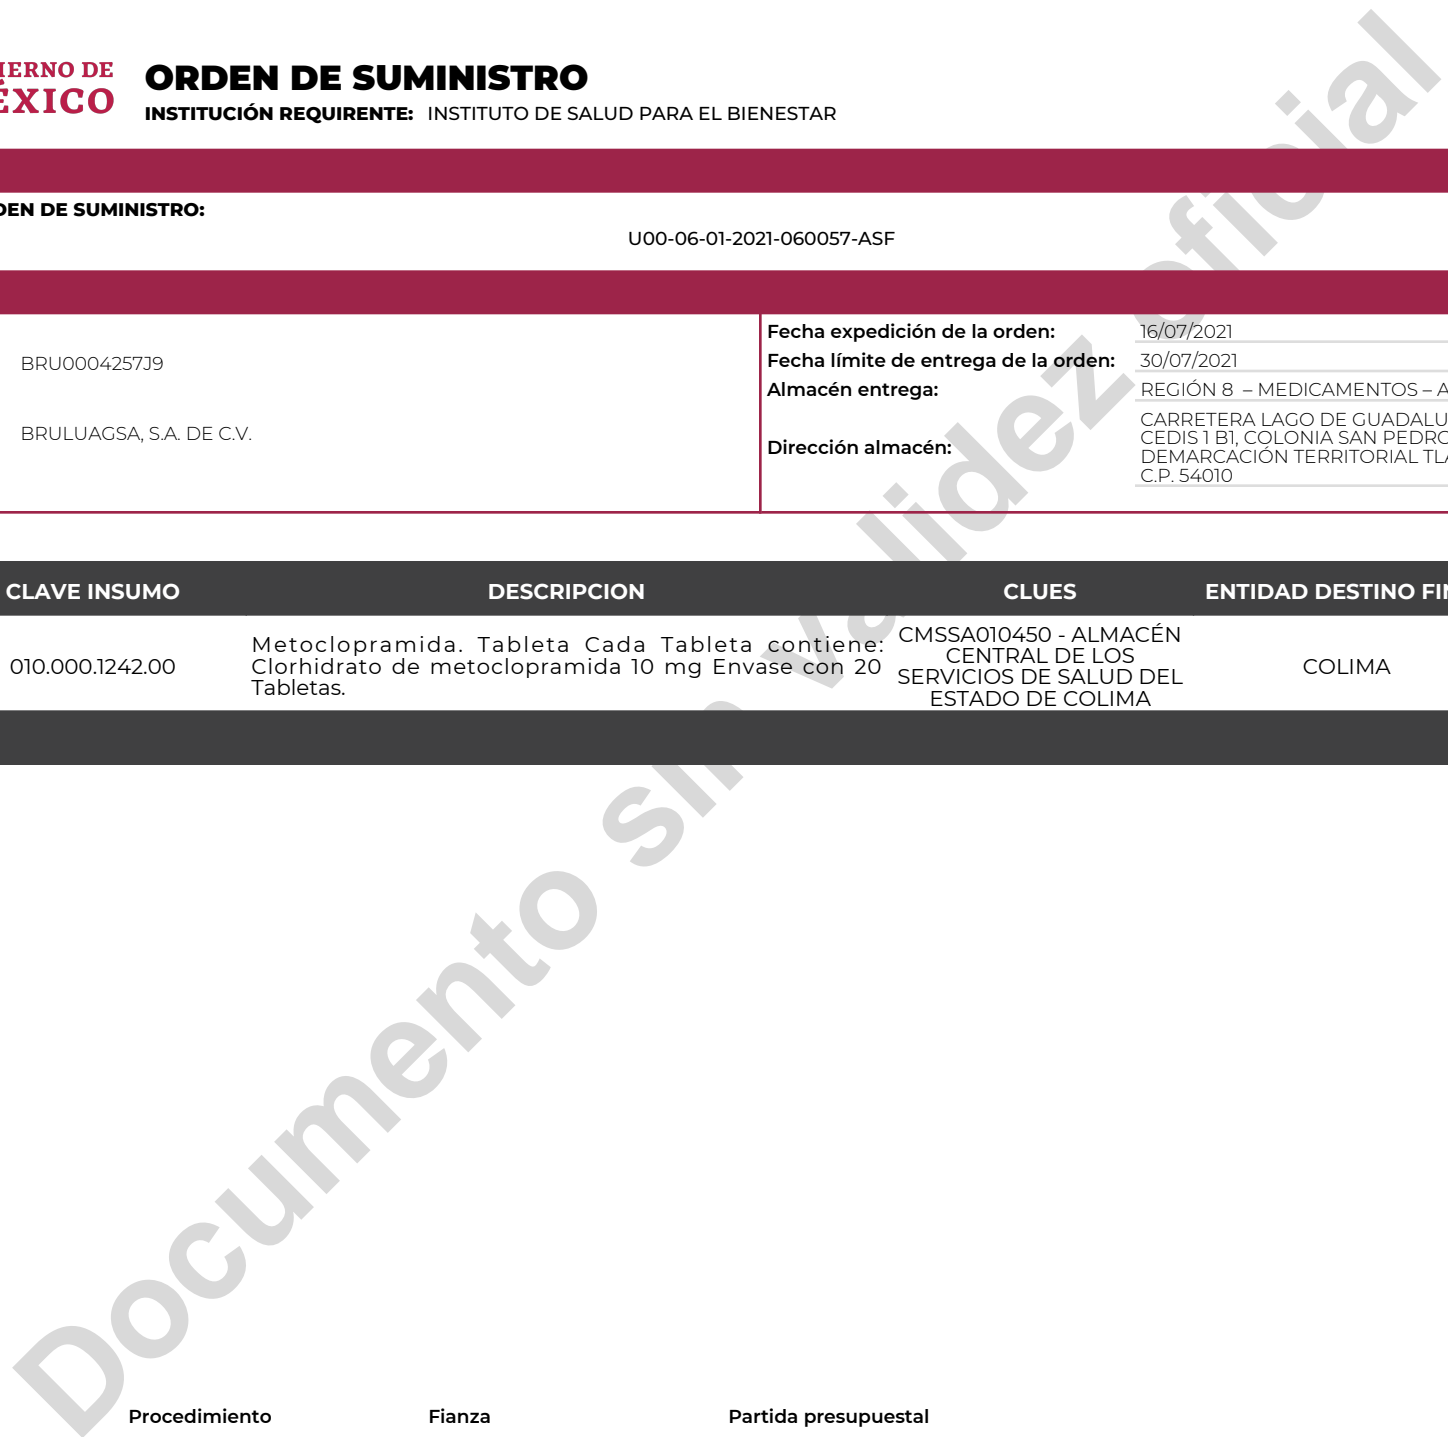 IERNO DE
ÉXICO
ORDEN DE SUMINISTRO
INSTITUCIÓN REQUIRENTE: INSTITUTO DE SALUD PARA EL BIENESTAR
DEN DE SUMINISTRO:
U00-06-01-2021-060057-ASF
BRU0004257J9
BRULUAGSA, S.A. DE C.V.
Fecha expedición de la orden: 16/07/2021
Fecha límite de entrega de la orden: 30/07/2021
Almacén entrega: REGIÓN 8 – MEDICAMENTOS – A
Dirección almacén:
CARRETERA LAGO DE GUADALU
CEDIS 1 B1, COLONIA SAN PEDRO
DEMARCACIÓN TERRITORIAL TLA
C.P. 54010
CLAVE INSUMO DESCRIPCION CLUES ENTIDAD DESTINO FIN
010.000.1242.00
Metoclopramida. Tableta Cada Tableta contiene:
Clorhidrato de metoclopramida 10 mg Envase con 20
Tabletas.
CMSSA010450 - ALMACÉN
CENTRAL DE LOS
SERVICIOS DE SALUD DEL
ESTADO DE COLIMA
COLIMA
Documento sin validez oficial
Procedimiento Fianza Partida presupuestal